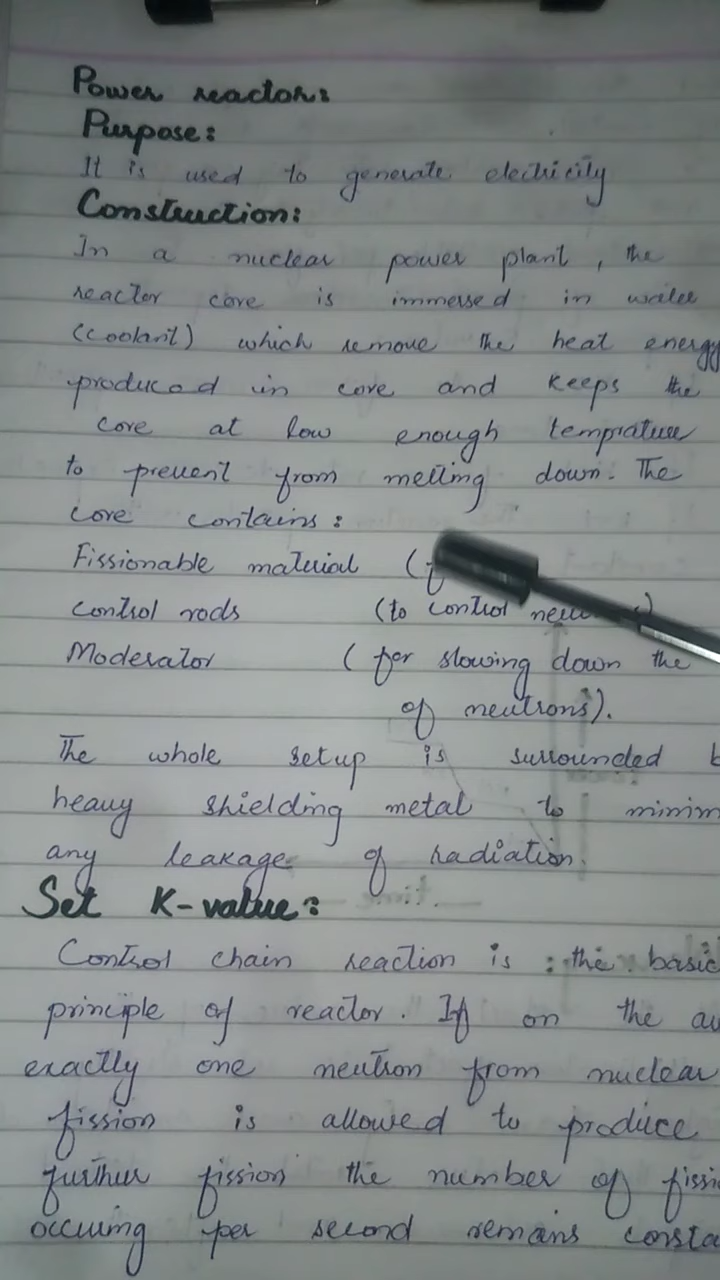 Power reactor:
Purpose:
It is used to generate electricity
Construction:
In a nuclear power plant, the
reactor core is immersed in water
(coolant) which remove the heat energy
produced in core and keeps the
core at low enough temprature
to prevent from melting down. The
core contains:
Fissionable material (
Control rods (to control
Moderator (for slowing down the
of neutrons).
The whole setup is surrounded
heavy shielding metal to
any leakage of radiation.
Set K-value:
Control chain reaction is : the basic
principle of reactor. If on the
exactly one neutron from nuclear
fission is allowed to produce
further fission the number of
occuring per second remains